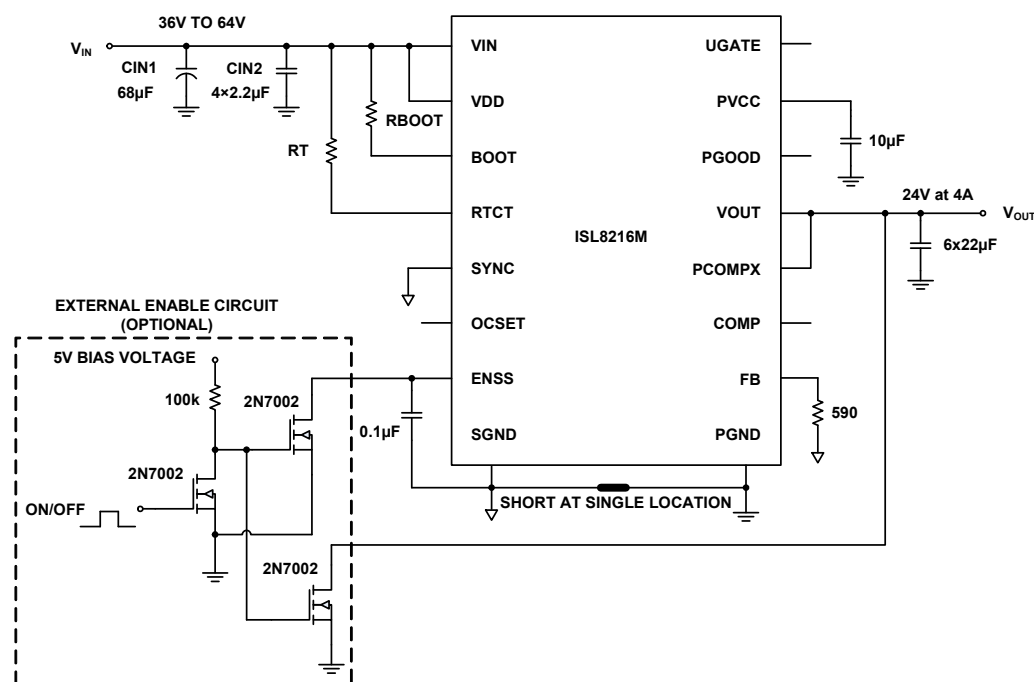 36V TO 64V
VIN
CIN1
68µF
CIN2
4×2.2µF
RT
RBOOT
VIN
VDD
BOOT
RTCT
SYNC
OCSET
ENSS
SGND
ISL8216M
UGATE
PVCC
PGOOD
VOUT
PCOMPX
COMP
FB
PGND
10µF
24V at 4A
VOUT
6x22µF
590
EXTERNAL ENABLE CIRCUIT
(OPTIONAL)
5V BIAS VOLTAGE
100k
2N7002
2N7002
ON/OFF
2N7002
0.1µF
SHORT AT SINGLE LOCATION